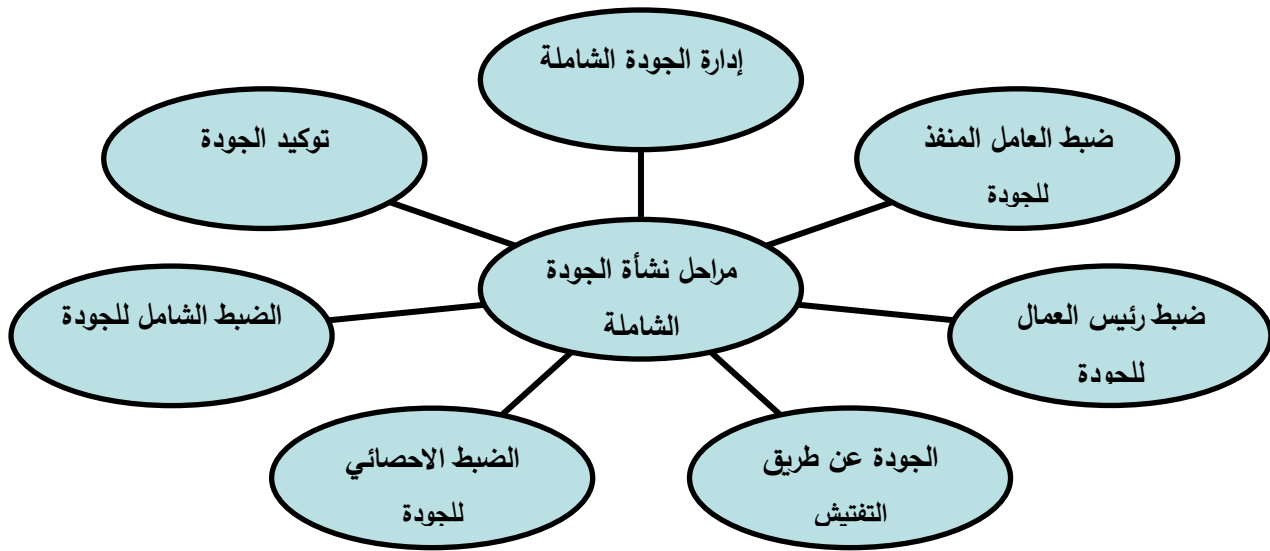 إدارة الجودة الشاملة
ضبط العامل المنفذ
للجودة
ضبط رئيس العمال
للجودة
الجودة عن طريق
التفتيش
الضبط الاحصائي
للجودة
الضبط الشامل للجودة
توكيد الجودة
مراحل نشأة الجودة
الشاملة